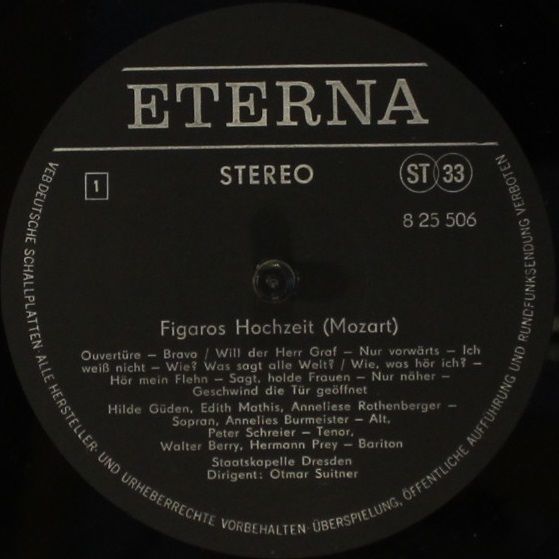 ETERNA
1
STEREO
ST 33
8 25 506
Figaros Hochzeit (Mozart)
Ouvertüre – Bravo / Will der Herr Graf – Nur vorwärts – Ich
weiß nicht – Wie? Was sagt alle Welt? / Wie, was hör ich? –
Hör mein Flehn – Sagt, holde Frauen – Nur näher –
Geschwind die Tür geöffnet
Hilde Güden, Edith Mathis, Anneliese Rothenberger –
Sopran, Annelies Burmeister – Alt,
Peter Schreier – Tenor,
Walter Berry, Hermann Prey – Bariton
Staatskapelle Dresden
Dirigent: Otmar Suitner
VEB DEUTSCHE SCHALLPLATTEN · ALLE HERSTELLER- UND URHEBERRECHTE VORBEHALTEN · ÜBERSPIELUNG, ÖFFENTLICHE AUFFÜHRUNG UND RUNDFUNKSENDUNG VERBOTEN